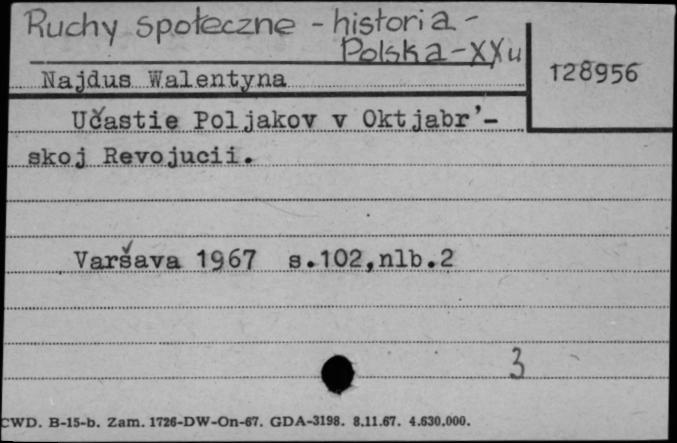 Ruchy społeczne - historia -
Polska - XX w
Najdus Walentyna
128956
Učastie Poljakov v Oktjabr'-
skoj Revojucii.
Varšava 1967 s.102,nlb.2
3
CWD. B-15-b. Zam. 1726-DW-On-67. GDA-3198. 8.11.67. 4.630.000.